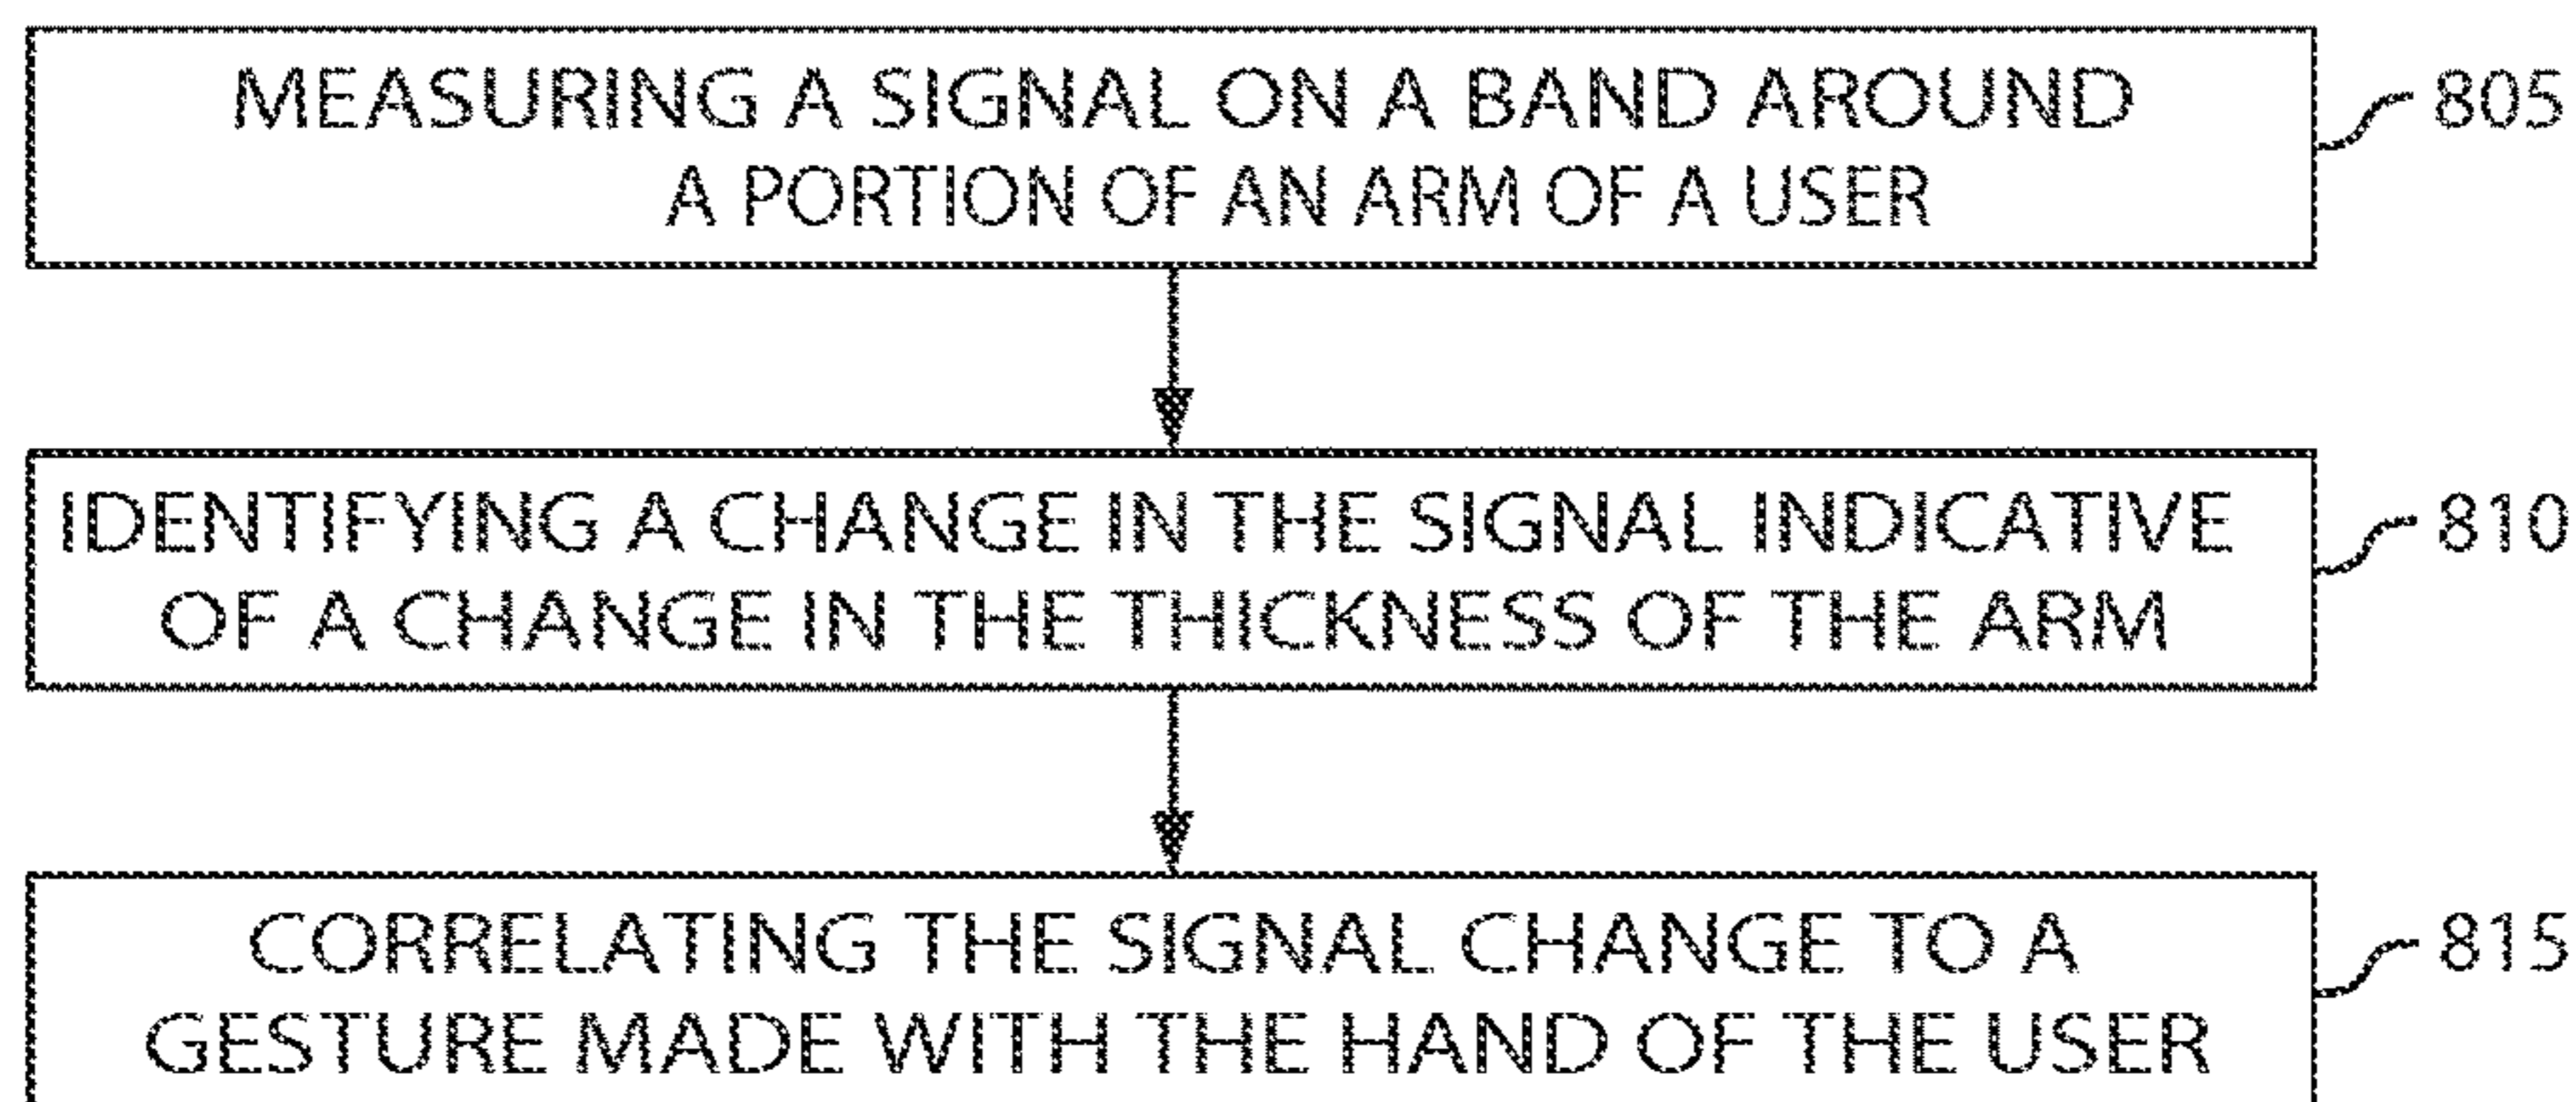 MEASURING A SIGNAL ON A BAND AROUND
A PORTION OF AN ARM OF A USER
805
IDENTIFYING A CHANGE IN THE SIGNAL INDICATIVE
OF A CHANGE IN THE THICKNESS OF THE ARM
810
CORRELATING THE SIGNAL CHANGE TO A
GESTURE MADE WITH THE HAND OF THE USER
815